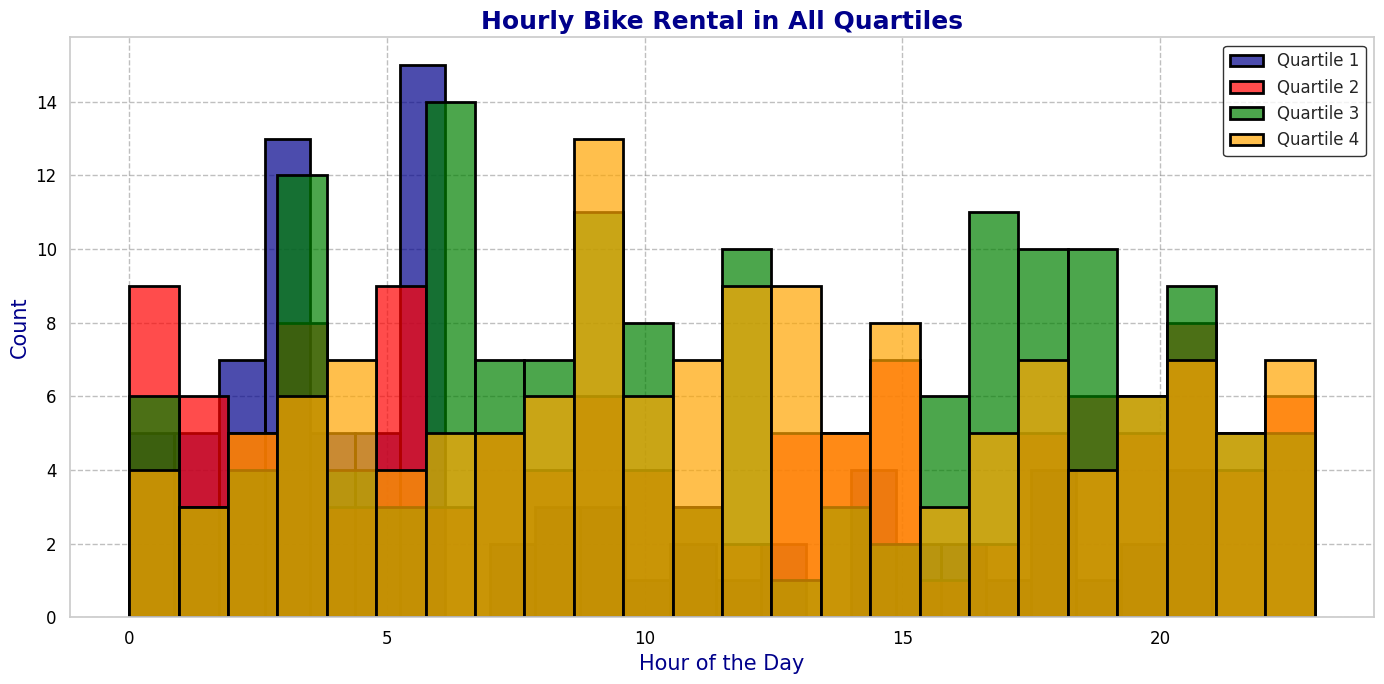 Hourly Bike Rental in All Quartiles
Quartile 1
Quartile 2
Quartile 3
Quartile 4
Count
14
12
10
8
6
4
2
0
0 5 10 15 20
Hour of the Day